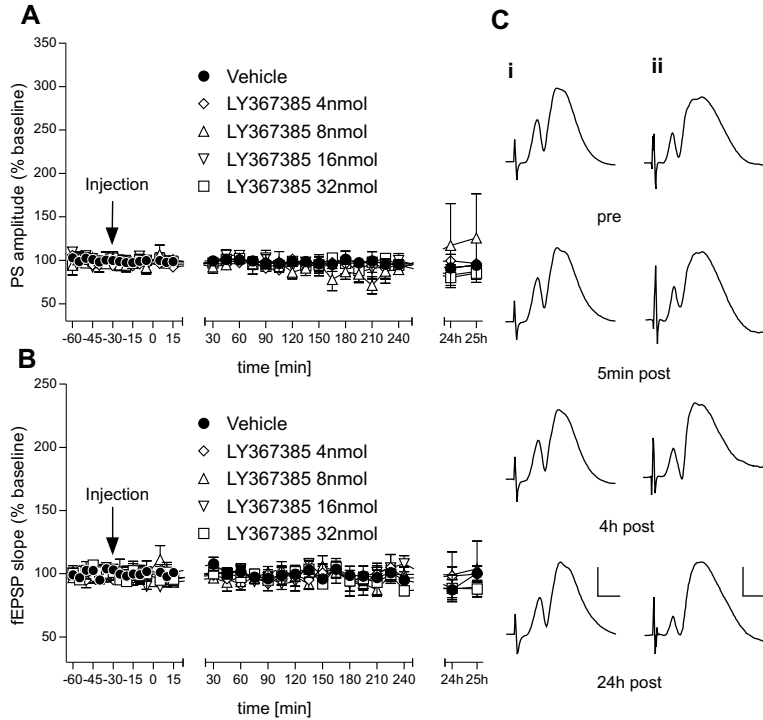 A
350
300
250
200
150
100
50
PS amplitude (% baseline)
Vehicle
LY367385 4nmol
LY367385 8nmol
LY367385 16nmol
LY367385 32nmol
Injection
-60 -45 -30 -15 0 15
30 60 90 120 150 180 210 240
24h 25h
time [min]
B
250
200
150
100
50
fEPSP slope (% baseline)
Vehicle
LY367385 4nmol
LY367385 8nmol
LY367385 16nmol
LY367385 32nmol
Injection
-60 -45 -30 -15 0 15
30 60 90 120 150 180 210 240
24h 25h
time [min]
C
i ii
pre
5min post
4h post
24h post